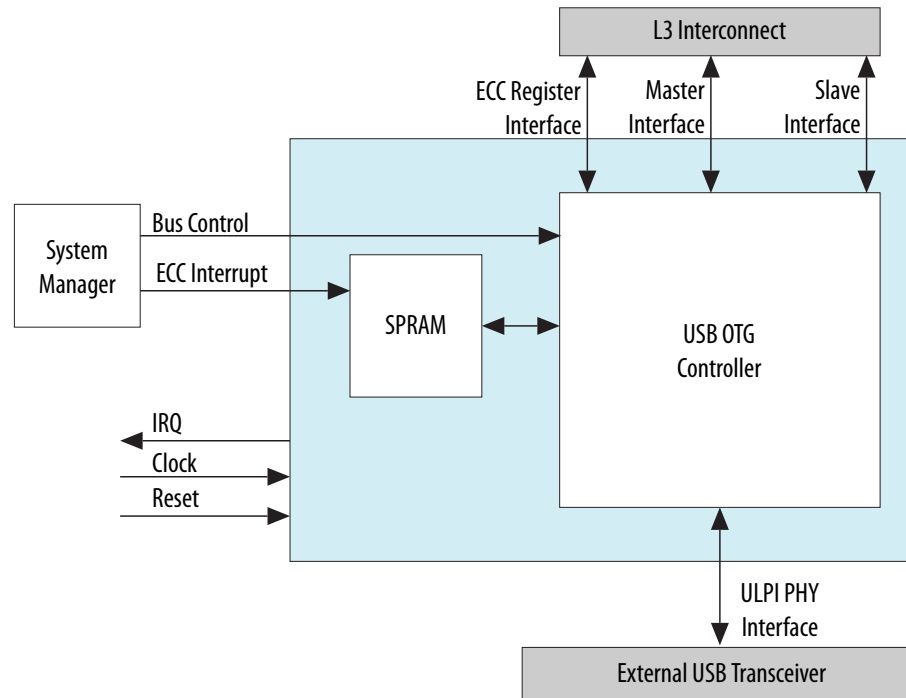 L3 Interconnect
ECC Register
Interface
Master
Interface
Slave
Interface
System
Manager
Bus Control
ECC Interrupt
SPRAM
USB OTG
Controller
IRQ
Clock
Reset
ULPI PHY
Interface
External USB Transceiver